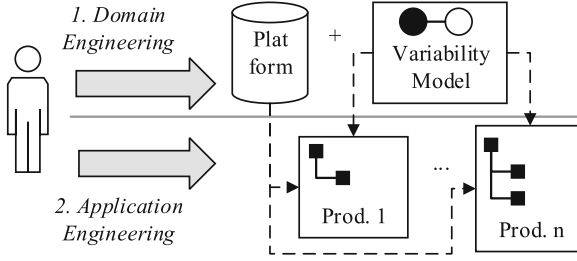 1. Domain
Engineering
Plat
form
+
Variability
Model
2. Application
Engineering
Prod. 1
...
Prod. n